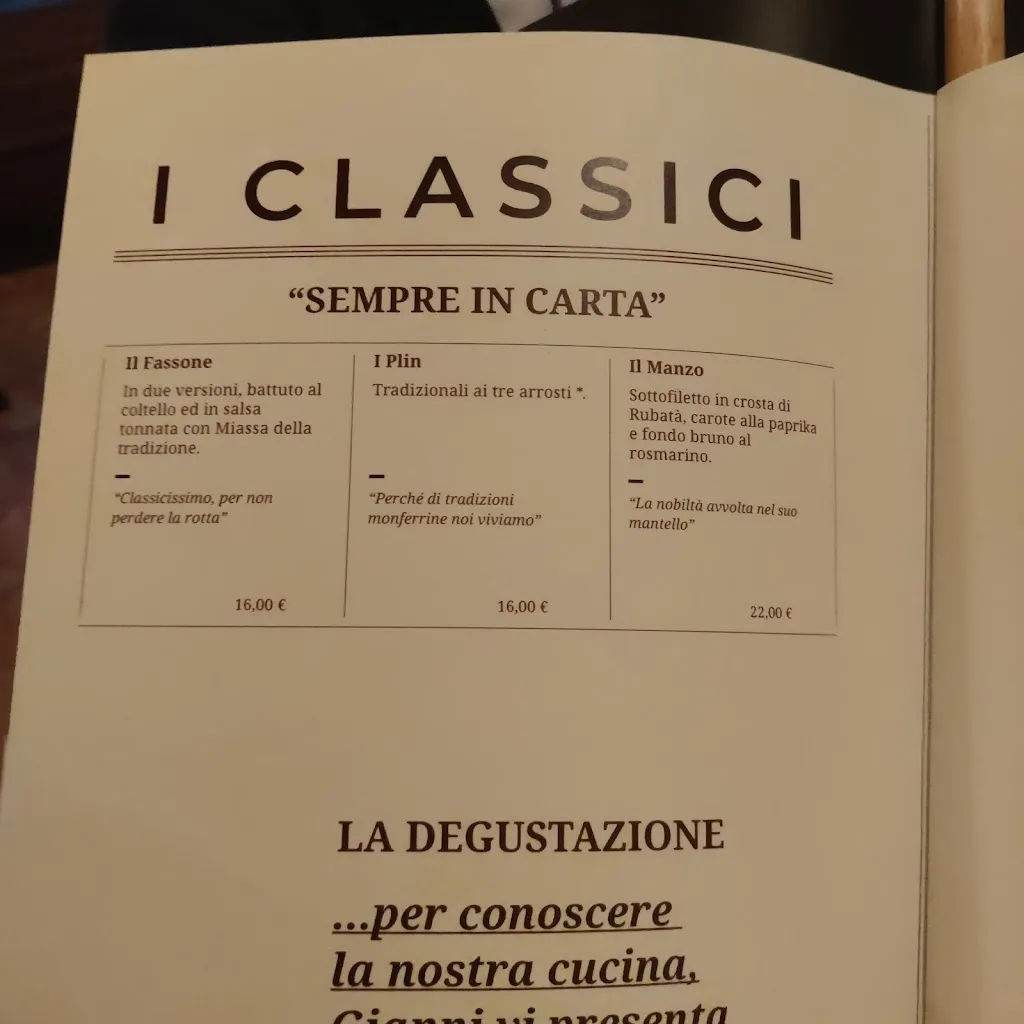 I CLASSICI
“SEMPRE IN CARTA”
Il Fassone
In due versioni, battuto al
coltello ed in salsa
tonnata con Miassa della
tradizione.
“Classicissimo, per non
perdere la rotta”
16,00 €
I Plin
Tradizionali ai tre arrosti *.
“Perché di tradizioni
monferrine noi viviamo”
16,00 €
Il Manzo
Sottofiletto in crosta di
Rubatà, carote alla paprika
e fondo bruno al
rosmarino.
“La nobiltà avvolta nel suo
mantello”
22,00 €
LA DEGUSTAZIONE
...per conoscere
la nostra cucina,
Gianni vi presenta